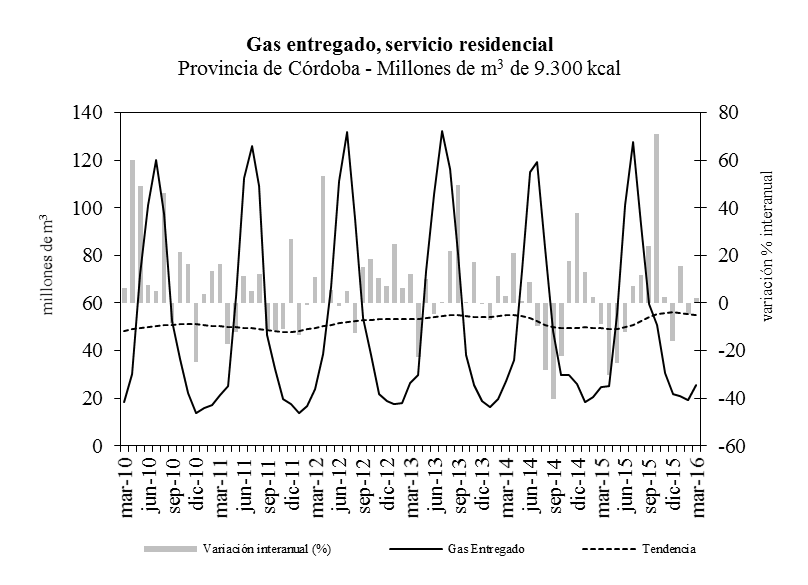 Gas entregado, servicio residencial
Provincia de Córdoba - Millones de m³ de 9.300 kcal
140
120
100
80
60
40
20
0
millones de m³
80
60
40
20
0
-20
-40
-60
variación % interanual
mar-10
jun-10
sep-10
dic-10
mar-11
jun-11
sep-11
dic-11
mar-12
jun-12
sep-12
dic-12
mar-13
jun-13
sep-13
dic-13
mar-14
jun-14
sep-14
dic-14
mar-15
jun-15
sep-15
dic-15
mar-16
Variación interanual (%)
Gas Entregado
Tendencia